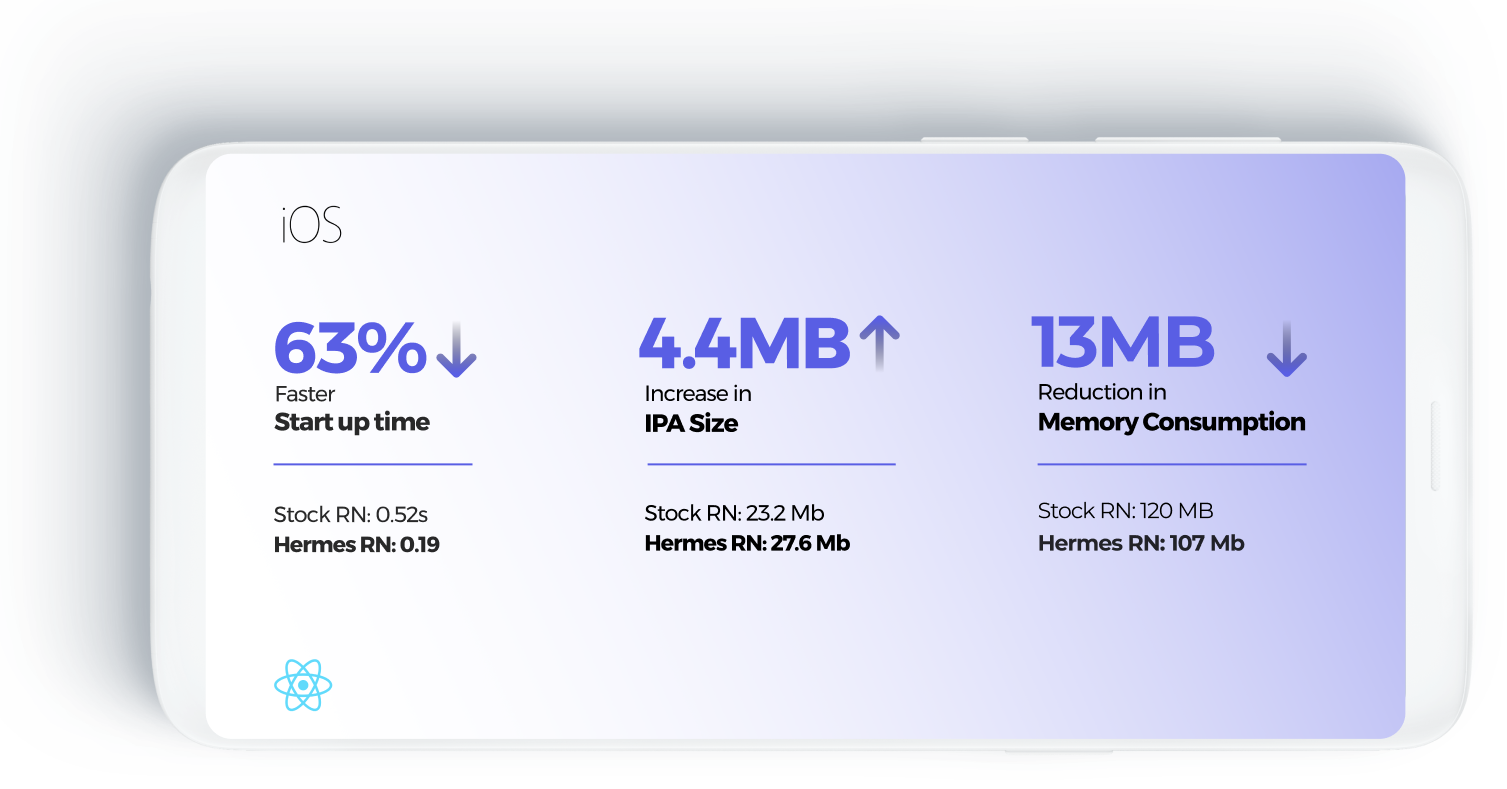 iOS
63%
Faster
Start up time
Stock RN: 0.52s
Hermes RN: 0.19
4.4MB
Increase in
IPA Size
Stock RN: 23.2 Mb
Hermes RN: 27.6 Mb
13MB
Reduction in
Memory Consumption
Stock RN: 120 MB
Hermes RN: 107 Mb